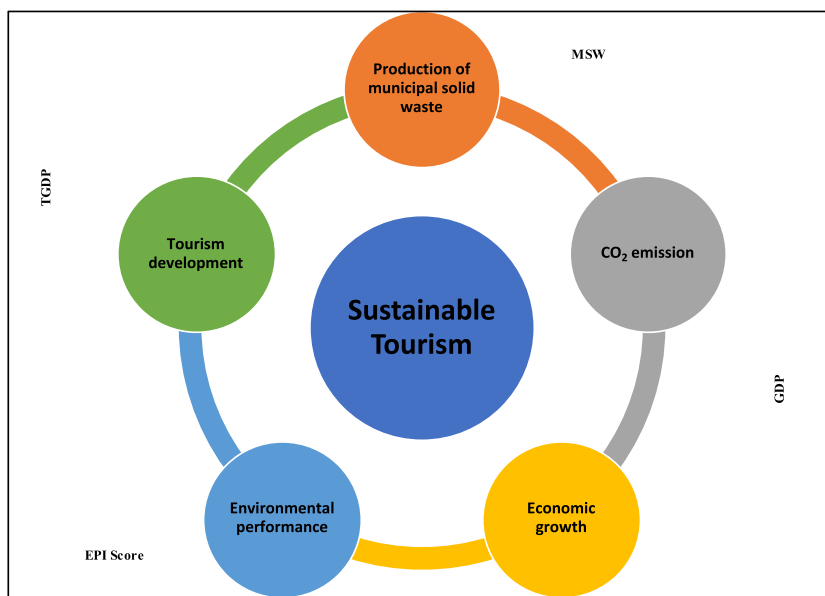 MSW
Production of
municipal solid
waste
TGDP
Tourism
development
CO₂ emission
Sustainable
Tourism
GDP
Environmental
performance
Economic
growth
EPI Score